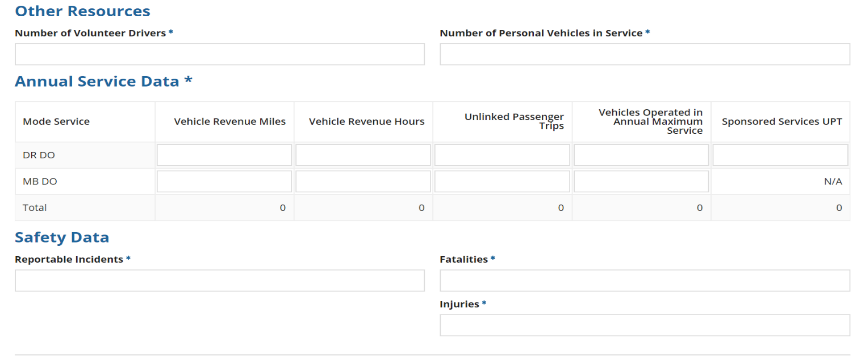 Other Resources
Number of Volunteer Drivers * Number of Personal Vehicles in Service *
Annual Service Data *
Mode Service Vehicle Revenue Miles Vehicle Revenue Hours Unlinked Passenger Trips Vehicles Operated in Annual Maximum Service Sponsored Services UPT
DR DO
MB DO N/A
Total 0 0 0 0 0
Safety Data
Reportable Incidents * Fatalities *
Injuries *